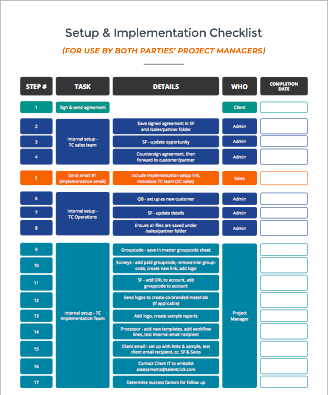 Setup & Implementation Checklist
(FOR USE BY BOTH PARTIES' PROJECT MANAGERS)
STEP #
TASK
DETAILS
WHO
COMPLETION
DATE
1
Sign & send agreement
Client
2
Internal setup -
TC sales team
Save signed agreement in SF
and /sales/partner folder
Admin
3
SF - update opportunity
Admin
4
Countersign agreement, then
forward to customer/partner
Admin
5
Send email #1
(implementation email)
Include implementation setup link,
introduce TC team (CC sales)
Sales
6
Internal setup -
TC Operations
QB - set up as new customer
Admin
7
SF - update details
Admin
8
Ensure all files are saved under
/sales/partner folder
Admin
9
Internal setup - TC
Implementation Team
Groupcode - save in master groupcode sheet
Project
Manager
10
Surveys - add paid groupcode, remove trial group-
code, create new link, add logo
11
SF - add URL to account, add
groupcode to account
12
Send logos to create co-branded materials
(if applicable)
13
Add logo, create sample reports
14
Processor - add new templates, add workflow
lines, test internal email recipient
15
Client email - set up with links & sample, test
client email recipient, cc. SF & Sales
16
Contact Client IT to whitelist
assessments@talentclick.com
17
Determine success factors for follow up